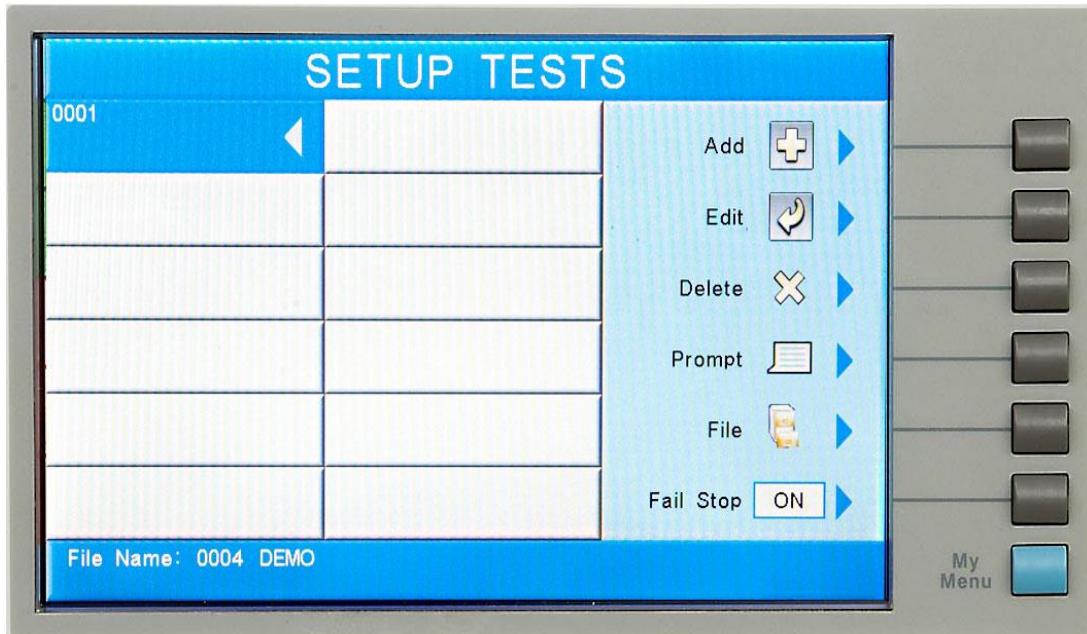 SETUP TESTS
0001
Add
Edit
Delete
Prompt
File
Fail Stop ON
File Name: 0004 DEMO
My
Menu